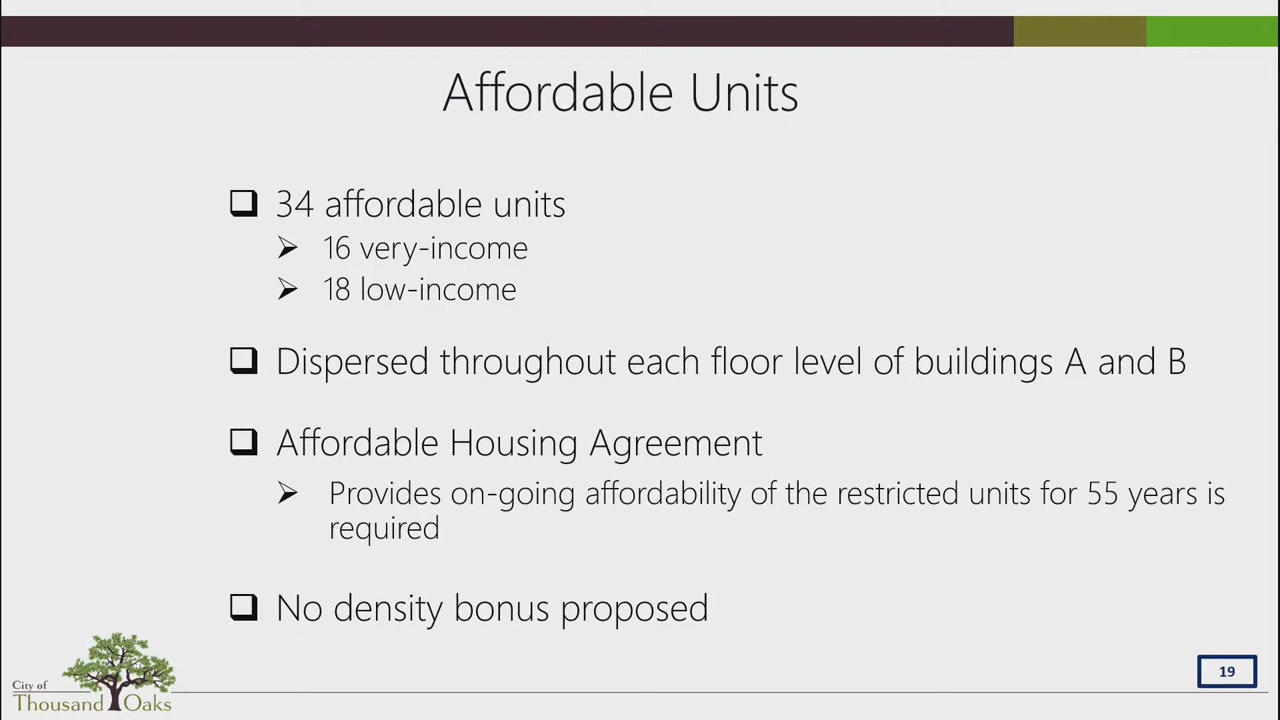 Affordable Units
34 affordable units
16 very-income
18 low-income
Dispersed throughout each floor level of buildings A and B
Affordable Housing Agreement
Provides on-going affordability of the restricted units for 55 years is
required
No density bonus proposed
City of
Thousand Oaks
19